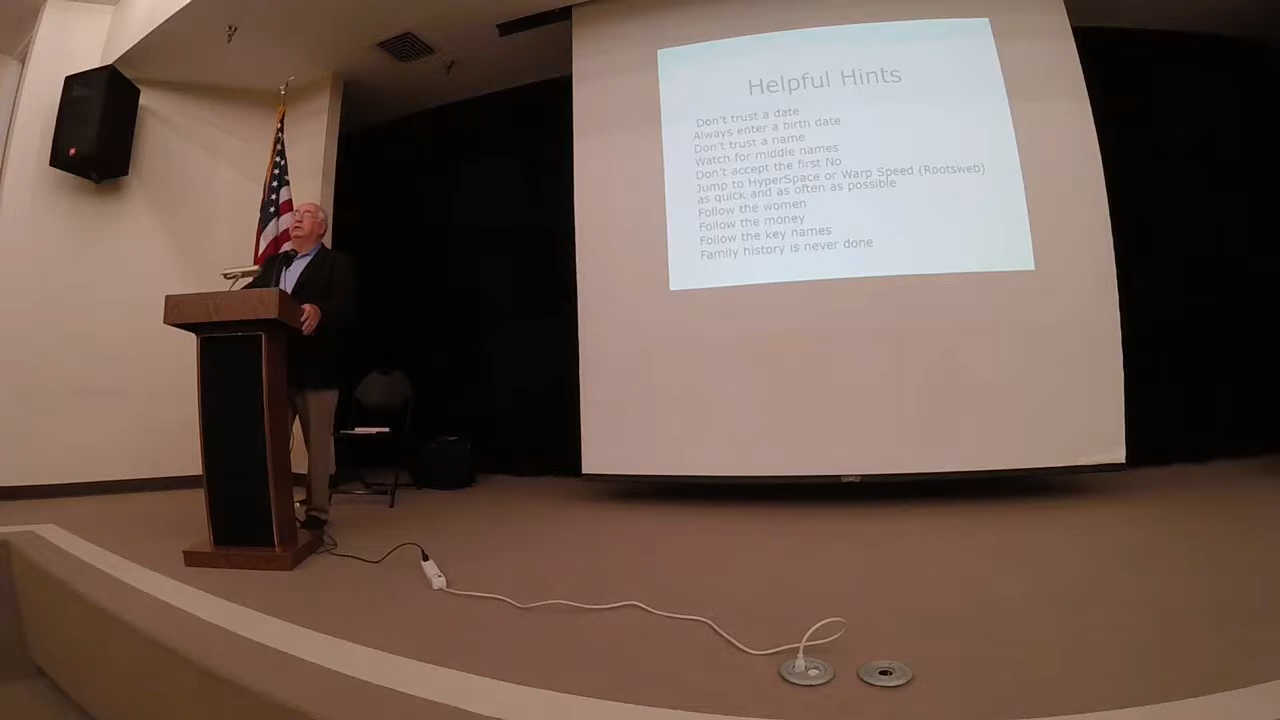 Helpful Hints
Don't trust a date
Always enter a birth date
Don't trust a name
Watch for middle names
Don't accept the first No
Jump to HyperSpace or Warp Speed (Rootsweb)
as quick and as often as possible
Follow the women
Follow the money
Follow the key names
Family history is never done